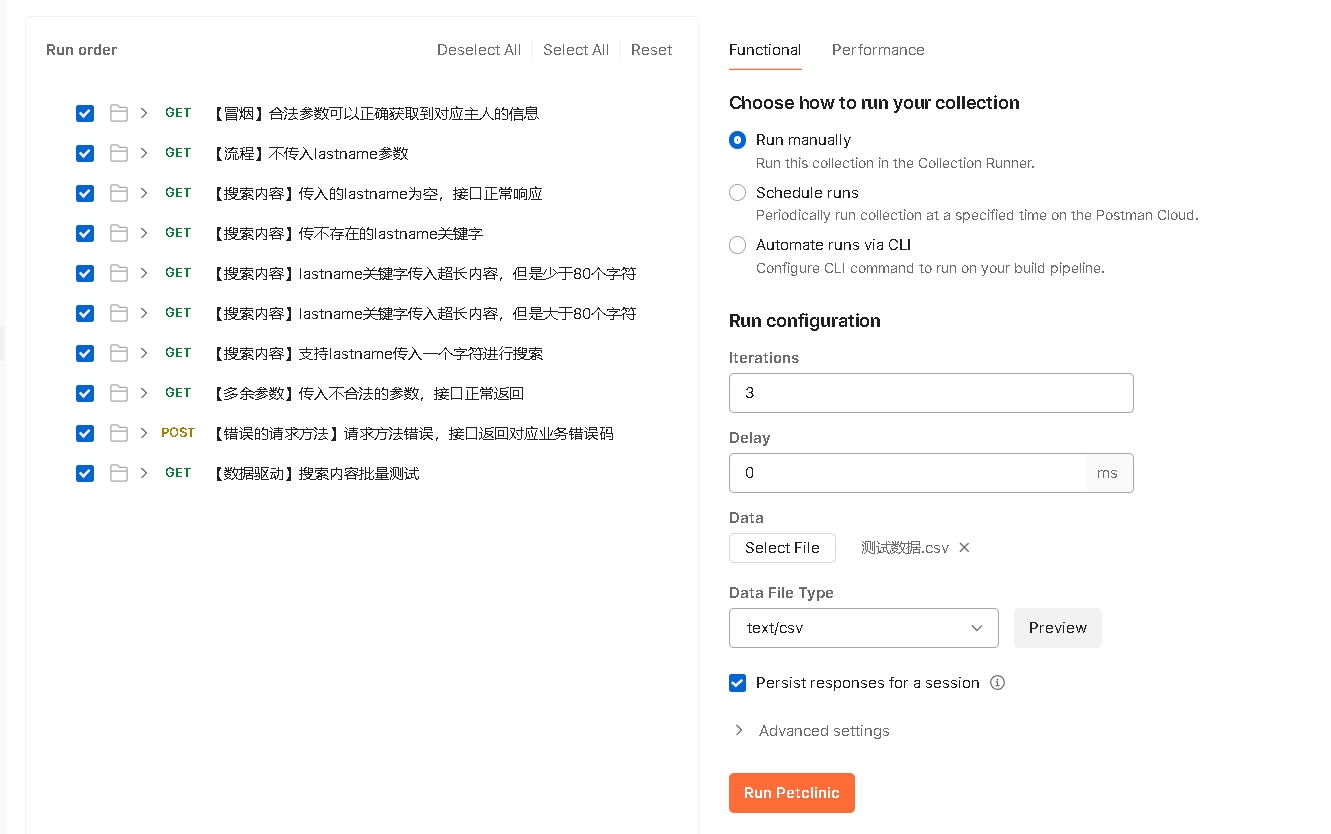 Run order
Deselect All
Select All
Reset
GET 【冒烟】合法参数可以正确获取到对应主人的信息
GET 【流程】不传入lastname参数
GET 【搜索内容】传入的lastname为空，接口正常响应
GET 【搜索内容】传不存在的lastname关键字
GET 【搜索内容】lastname关键字传入超长内容，但是少于80个字符
GET 【搜索内容】lastname关键字传入超长内容，但是大于80个字符
GET 【搜索内容】支持lastname传入一个字符进行搜索
GET 【多余参数】传入不合法的参数，接口正常返回
POST 【错误的请求方法】请求方法错误，接口返回对应业务错误码
GET 【数据驱动】搜索内容批量测试
Functional
Performance
Choose how to run your collection
Run manually
Run this collection in the Collection Runner.
Schedule runs
Periodically run collection at a specified time on the Postman Cloud.
Automate runs via CLI
Configure CLI command to run on your build pipeline.
Run configuration
Iterations
3
Delay
0 ms
Data
Select File 测试数据.csv
Data File Type
text/csv
Preview
Persist responses for a session
Advanced settings
Run Petclinic